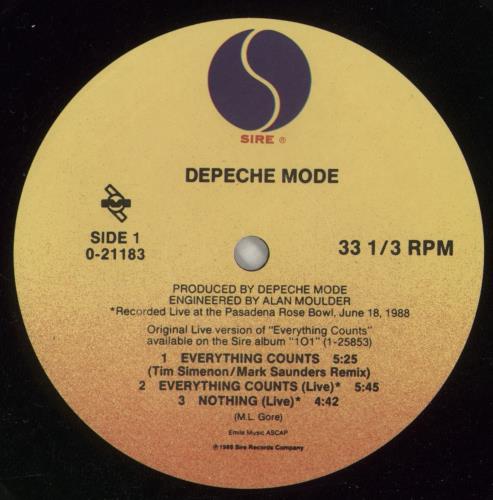 SIRE ®
DEPECHE MODE
SIDE 1
0-21183
33 1/3 RPM
PRODUCED BY DEPECHE MODE
ENGINEERED BY ALAN MOULDER
*Recorded Live at the Pasadena Rose Bowl, June 18, 1988
Original Live version of "Everything Counts"
available on the Sire album "1O1" (1-25853)
1 EVERYTHING COUNTS 5:25
(Tim Simenon/Mark Saunders Remix)
2 EVERYTHING COUNTS (Live)* 5:45
3 NOTHING (Live)* 4:42
(M.L. Gore)
Emile Music ASCAP
℗ 1988 Sire Records Company